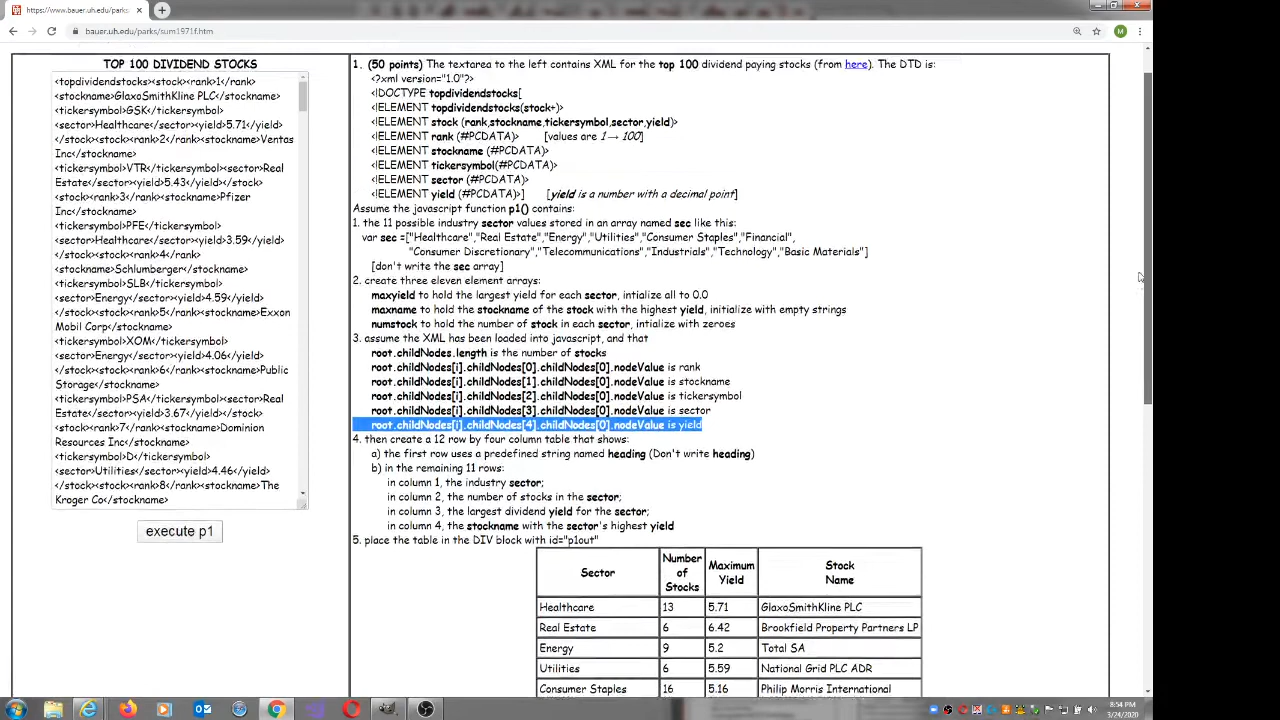 https://www.bauer.uh.edu/parks/
bauer.uh.edu/parks/sum1971f.htm
M
TOP 100 DIVIDEND STOCKS
<topdividendstocks><stock><rank>1</rank>
<stockname>GlaxoSmithKline PLC</stockname>
<tickersymbol>GSK</tickersymbol>
<sector>Healthcare</sector><yield>5.71</yield>
</stock><stock><rank>2</rank><stockname>Ventas
Inc</stockname>
<tickersymbol>VTR</tickersymbol><sector>Real
Estate</sector><yield>5.43</yield></stock>
<stock><rank>3</rank><stockname>Pfizer
Inc</stockname>
<tickersymbol>PFE</tickersymbol>
<sector>Healthcare</sector><yield>3.59</yield>
</stock><stock><rank>4</rank>
<stockname>Schlumberger</stockname>
<tickersymbol>SLB</tickersymbol>
<sector>Energy</sector><yield>4.59</yield>
</stock><stock><rank>5</rank><stockname>Exxon
Mobil Corp</stockname>
<tickersymbol>XOM</tickersymbol>
<sector>Energy</sector><yield>4.06</yield>
</stock><stock><rank>6</rank><stockname>Public
Storage</stockname>
<tickersymbol>PSA</tickersymbol><sector>Real
Estate</sector><yield>3.67</yield></stock>
<stock><rank>7</rank><stockname>Dominion
Resources Inc</stockname>
<tickersymbol>D</tickersymbol>
<sector>Utilities</sector><yield>4.46</yield>
</stock><stock><rank>8</rank><stockname>The
Kroger Co</stockname>
execute p1
1. (50 points) The textarea to the left contains XML for the top 100 dividend paying stocks (from here). The DTD is:
<?xml version="1.0"?>
<!DOCTYPE topdividendstocks[
<!ELEMENT topdividendstocks(stock+)>
<!ELEMENT stock (rank,stockname,tickersymbol,sector,yield)>
<!ELEMENT rank (#PCDATA)> [values are 1→ 100]
<!ELEMENT stockname (#PCDATA)>
<!ELEMENT tickersymbol(#PCDATA)>
<!ELEMENT sector (#PCDATA)>
<!ELEMENT yield (#PCDATA)>] [yield is a number with a decimal point]
Assume the javascript function p1() contains:
1. the 11 possible industry sector values stored in an array named sec like this:
var sec =["Healthcare","Real Estate","Energy","Utilities","Consumer Staples","Financial",
"Consumer Discretionary","Telecommunications","Industrials","Technology","Basic Materials"]
[don't write the sec array]
2. create three eleven element arrays:
maxyield to hold the largest yield for each sector, intialize all to 0.0
maxname to hold the stockname of the stock with the highest yield, initialize with empty strings
numstock to hold the number of stock in each sector, intialize with zeroes
3. assume the XML has been loaded into javascript, and that
root.childNodes.length is the number of stocks
root.childNodes[i].childNodes[0].childNodes[0].nodeValue is rank
root.childNodes[i].childNodes[1].childNodes[0].nodeValue is stockname
root.childNodes[i].childNodes[2].childNodes[0].nodeValue is tickersymbol
root.childNodes[i].childNodes[3].childNodes[0].nodeValue is sector
root.childNodes[i].childNodes[4].childNodes[0].nodeValue is yield
4. then create a 12 row by four column table that shows:
a) the first row uses a predefined string named heading (Don't write heading)
b) in the remaining 11 rows:
in column 1, the industry sector;
in column 2, the number of stocks in the sector;
in column 3, the largest dividend yield for the sector;
in column 4, the stockname with the sector's highest yield
5. place the table in the DIV block with id="p1out"
Sector Number of Stocks Maximum Yield Stock Name
Healthcare 13 5.71 GlaxoSmithKline PLC
Real Estate 6 6.42 Brookfield Property Partners LP
Energy 9 5.2 Total SA
Utilities 6 5.59 National Grid PLC ADR
Consumer Staples 16 5.16 Philip Morris International
8:54 PM
3/24/2020